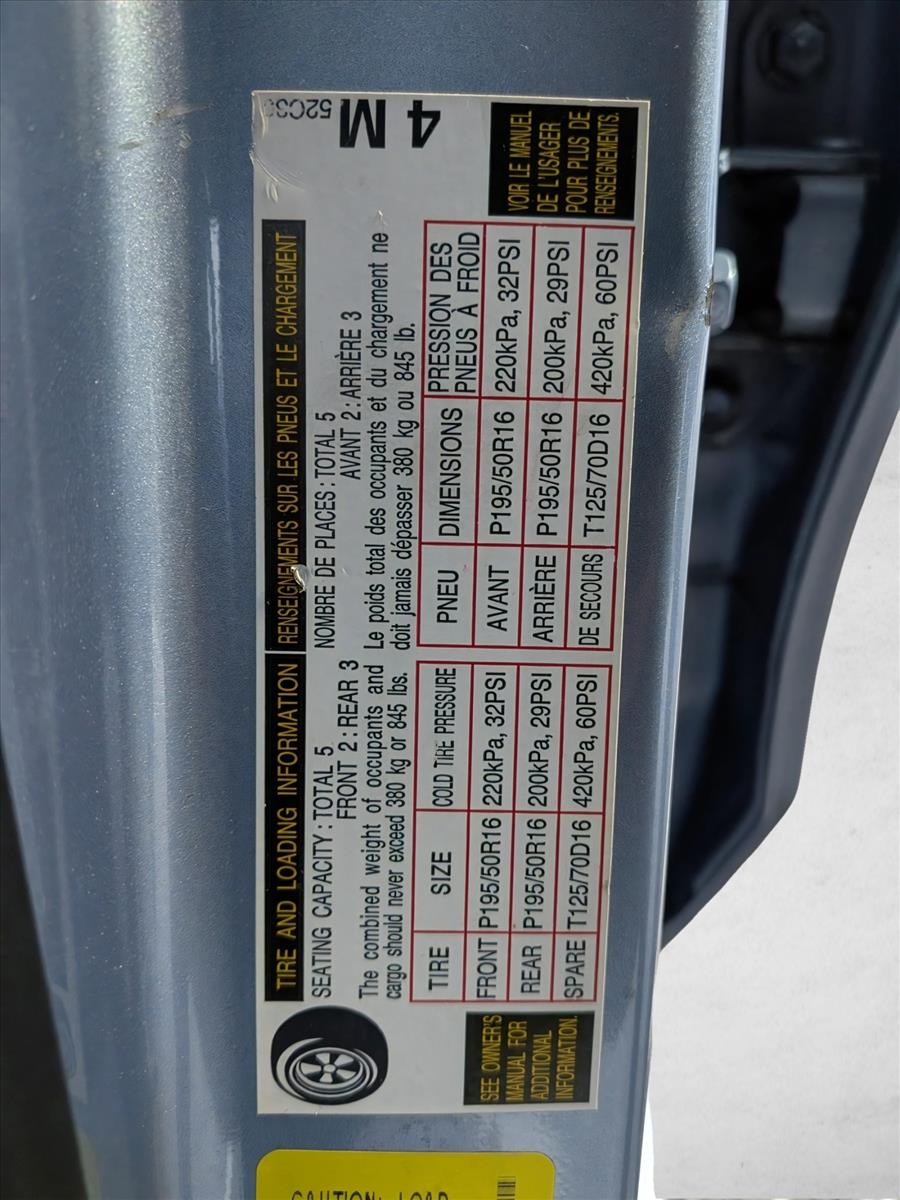 TIRE AND LOADING INFORMATION
RENSEIGNEMENTS SUR LES PNEUS ET LE CHARGEMENT
SEATING CAPACITY : TOTAL 5
FRONT 2 : REAR 3
The combined weight of occupants and
cargo should never exceed 380 kg or 845 lbs.
NOMBRE DE PLACES : TOTAL 5
AVANT 2 : ARRIÈRE 3
Le poids total des occupants et du chargement ne
doit jamais dépasser 380 kg ou 845 lb.
TIRE SIZE COLD TIRE PRESSURE
FRONT P195/50R16 220kPa, 32PSI
REAR P195/50R16 200kPa, 29PSI
SPARE T125/70D16 420kPa, 60PSI
PNEU DIMENSIONS PRESSION DES
PNEUS À FROID
AVANT P195/50R16 220kPa, 32PSI
ARRIÈRE P195/50R16 200kPa, 29PSI
DE SECOURS T125/70D16 420kPa, 60PSI
SEE OWNER'S
MANUAL FOR
ADDITIONAL
INFORMATION.
VOIR LE MANUEL
DE L'USAGER
POUR PLUS DE
RENSEIGNEMENTS.
4 M
CAUTION: LOAD